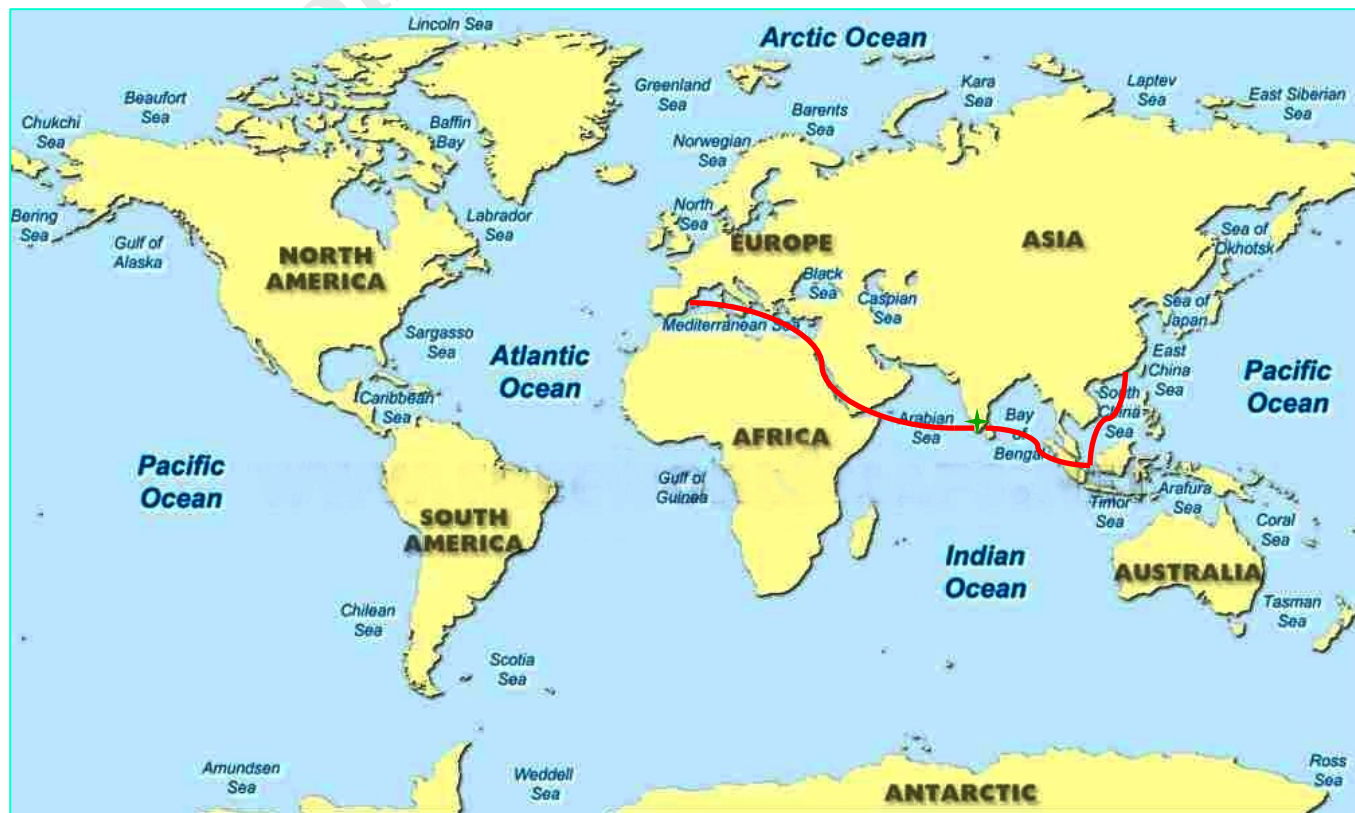 Lincoln Sea
Arctic Ocean
Greenland
Sea
Kara
Sea
Laptev
Sea
East Siberian
Sea
Beaufort
Sea
Barents
Sea
Chukchi
Sea
Baffin
Bay
Norwegian
Sea
Bering
Sea
Gulf of
Alaska
Labrador
Sea
North
Sea
Sea of
Okhotsk
NORTH
AMERICA
EUROPE
ASIA
Black
Sea
Caspian
Sea
Sea of
Japan
Mediterranean Sea
Sargasso
Sea
Atlantic
Ocean
East
China
Sea
Pacific
Ocean
Caribbean
Sea
South
China
Sea
Arabian
Sea
Bay
of
Bengal
AFRICA
Pacific
Ocean
Gulf of
Guinea
Timor
Sea
Arafura
Sea
Coral
Sea
SOUTH
AMERICA
Indian
Ocean
AUSTRALIA
Chilean
Sea
Tasman
Sea
Scotia
Sea
Amundsen
Sea
Weddell
Sea
Ross
Sea
ANTARCTIC